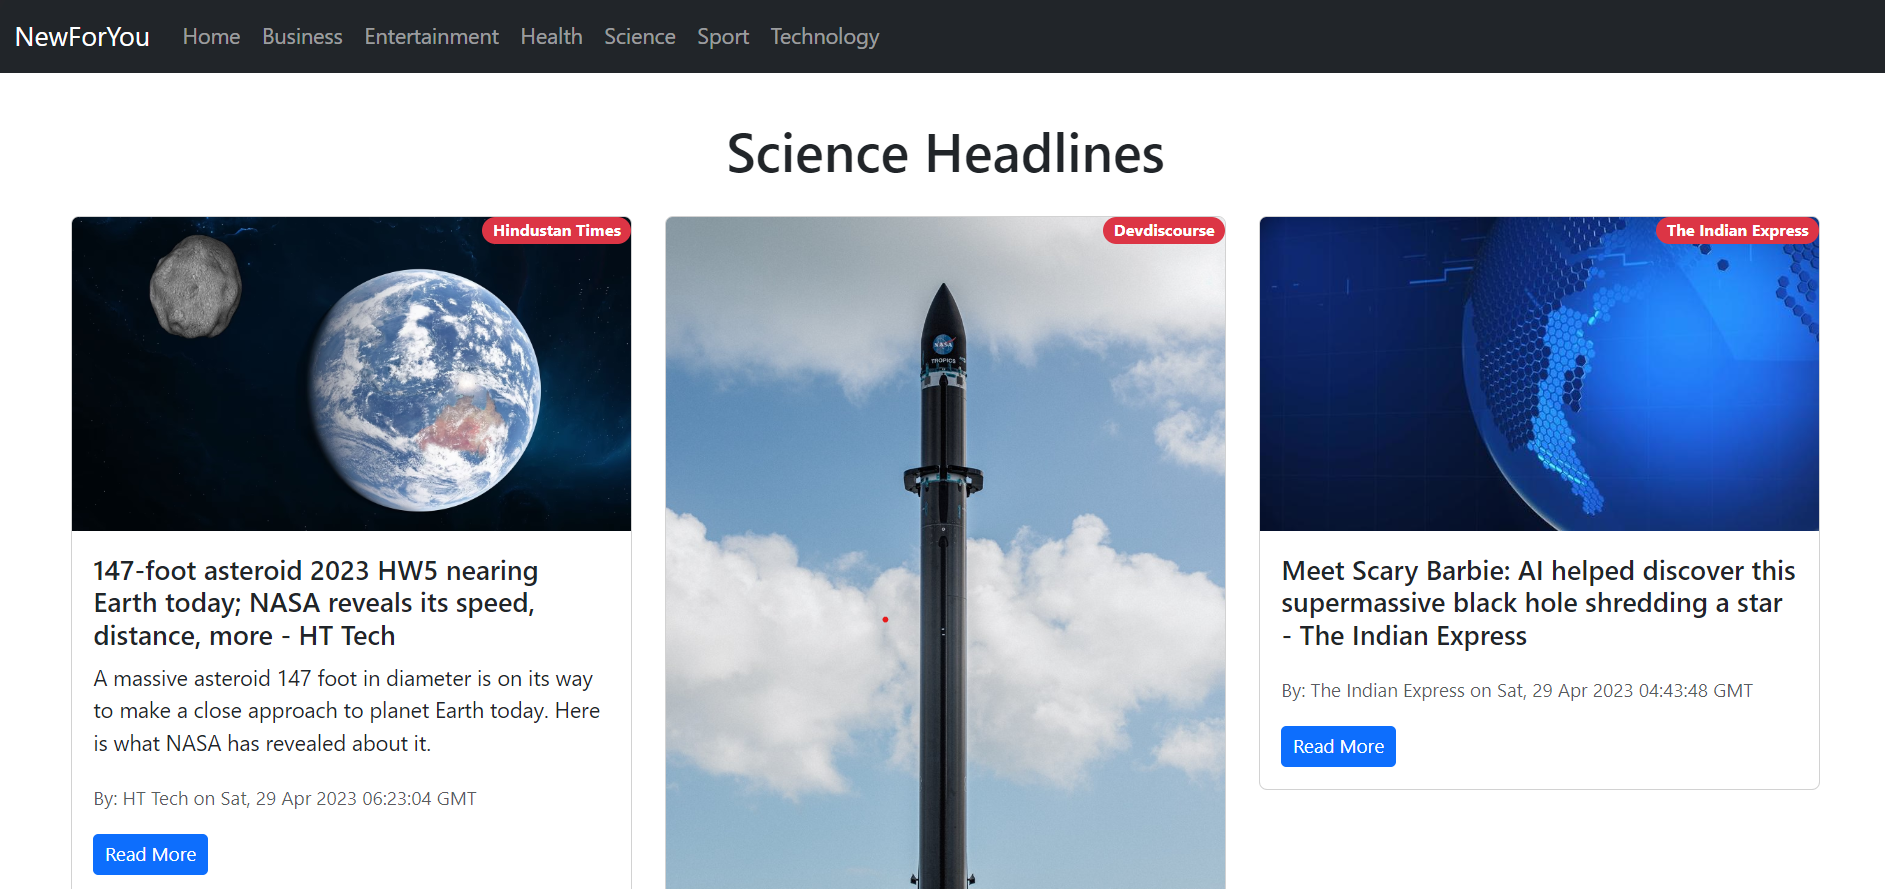 NewForYou Home Business Entertainment Health Science Sport Technology
Science Headlines
Hindustan Times
147-foot asteroid 2023 HW5 nearing
Earth today; NASA reveals its speed,
distance, more - HT Tech
A massive asteroid 147 foot in diameter is on its way
to make a close approach to planet Earth today. Here
is what NASA has revealed about it.
By: HT Tech on Sat, 29 Apr 2023 06:23:04 GMT
Read More
Devdiscourse
NASA
TROPICS
The Indian Express
Meet Scary Barbie: AI helped discover this
supermassive black hole shredding a star
- The Indian Express
By: The Indian Express on Sat, 29 Apr 2023 04:43:48 GMT
Read More